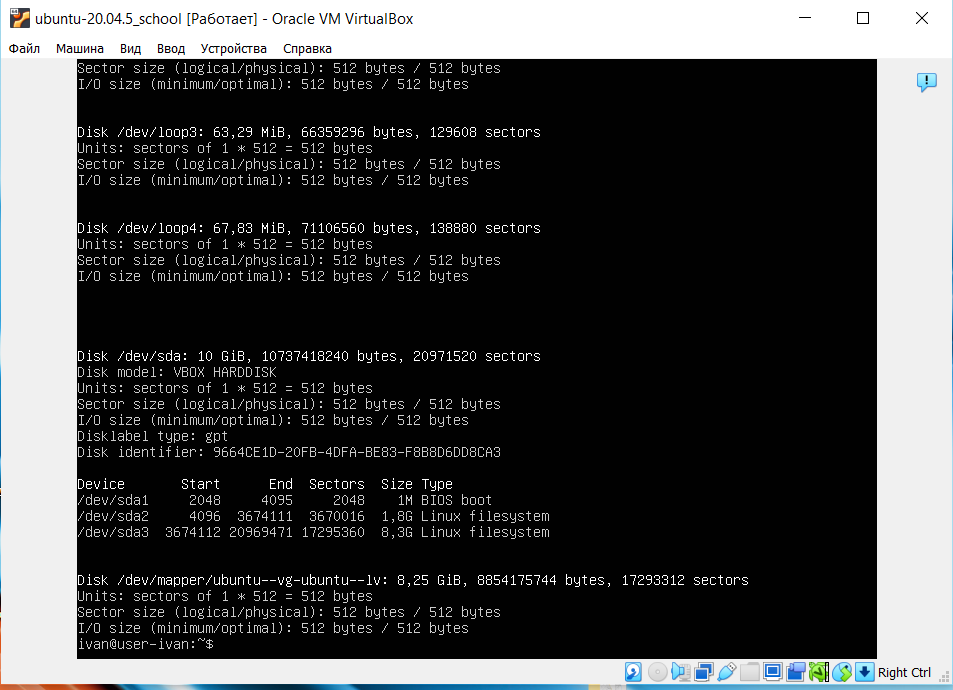 ubuntu-20.04.5_school [Работает] - Oracle VM VirtualBox
Файл Машина Вид Ввод Устройства Справка
Sector size (logical/physical): 512 bytes / 512 bytes
I/O size (minimum/optimal): 512 bytes / 512 bytes
Disk /dev/loop3: 63,29 MiB, 66359296 bytes, 129608 sectors
Units: sectors of 1 * 512 = 512 bytes
Sector size (logical/physical): 512 bytes / 512 bytes
I/O size (minimum/optimal): 512 bytes / 512 bytes
Disk /dev/loop4: 67,83 MiB, 71106560 bytes, 138880 sectors
Units: sectors of 1 * 512 = 512 bytes
Sector size (logical/physical): 512 bytes / 512 bytes
I/O size (minimum/optimal): 512 bytes / 512 bytes
Disk /dev/sda: 10 GiB, 10737418240 bytes, 20971520 sectors
Disk model: VBOX HARDDISK
Units: sectors of 1 * 512 = 512 bytes
Sector size (logical/physical): 512 bytes / 512 bytes
I/O size (minimum/optimal): 512 bytes / 512 bytes
Disklabel type: gpt
Disk identifier: 9664CE1D-20FB-4DFA-BE83-F8B8D6DD8CA3
Device Start End Sectors Size Type
/dev/sda1 2048 4095 2048 1M BIOS boot
/dev/sda2 4096 3674111 3670016 1,8G Linux filesystem
/dev/sda3 3674112 20969471 17295360 8,3G Linux filesystem
Disk /dev/mapper/ubuntu--vg-ubuntu--lv: 8,25 GiB, 8854175744 bytes, 17293312 sectors
Units: sectors of 1 * 512 = 512 bytes
Sector size (logical/physical): 512 bytes / 512 bytes
I/O size (minimum/optimal): 512 bytes / 512 bytes
ivan@user-ivan:~$
Right Ctrl